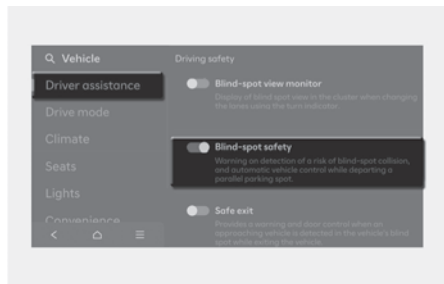 Vehicle
Driver assistance
Drive mode
Climate
Seats
Lights
Convenience
Driving safety
Blind-spot view monitor
Display of blind spot view in the cluster when changing
the lanes using the turn indicator.
Blind-spot safety
Warning on detection of a risk of blind-spot collision,
and automatic vehicle control while departing a
parallel parking spot.
Safe exit
Provides a warning and door control when an
approaching vehicle is detected in the vehicle's blind
spot while exiting the vehicle.